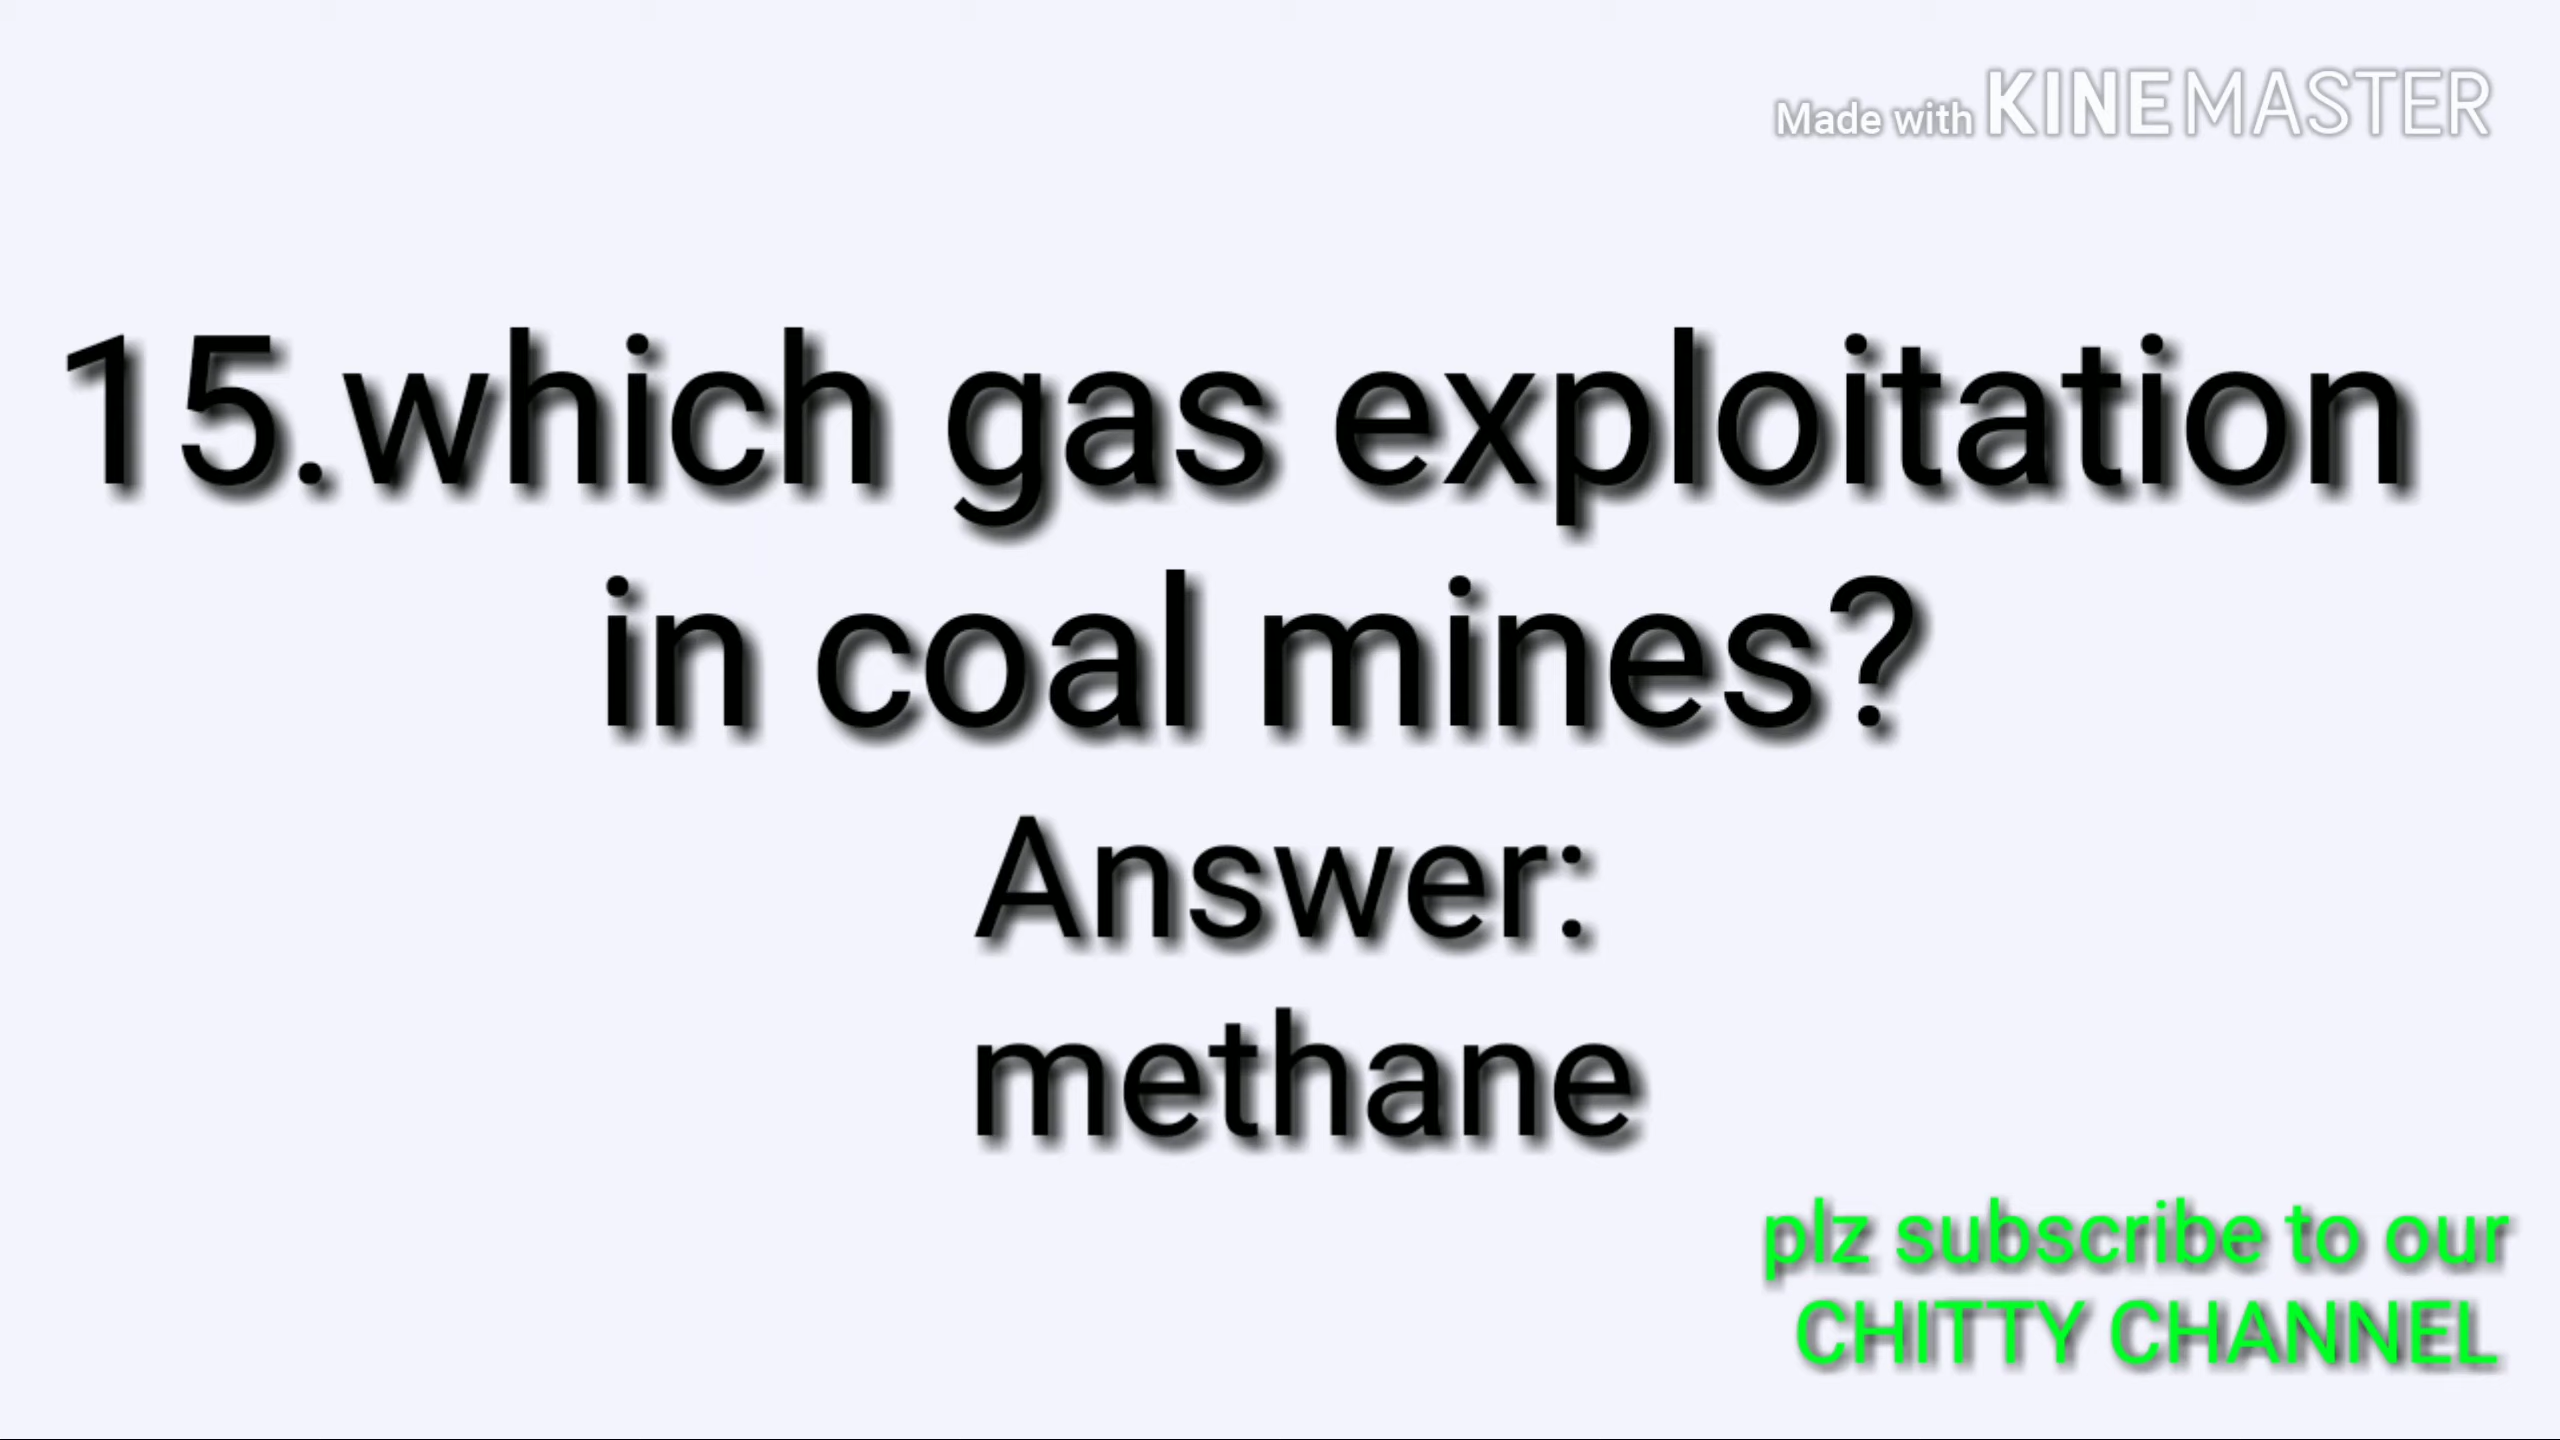 Made with KINEMASTER
15.which gas exploitation
in coal mines?
Answer:
methane
plz subscribe to our
CHITTY CHANNEL